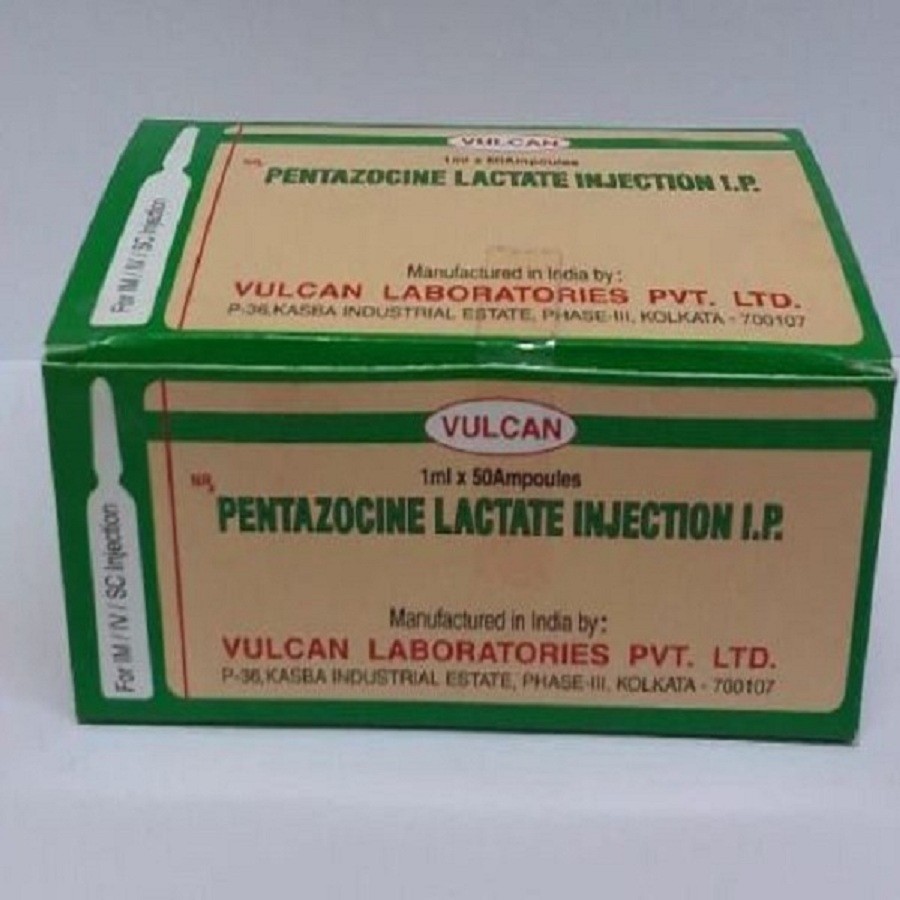 VULCAN
1ml x 50Ampoules
NRx
PENTAZOCINE LACTATE INJECTION I.P.
Manufactured in India by:
VULCAN LABORATORIES PVT. LTD.
P-36,KASBA INDUSTRIAL ESTATE, PHASE-III, KOLKATA - 700107
For IM / IV / SC Injection
VULCAN
1ml x 50Ampoules
NRx
PENTAZOCINE LACTATE INJECTION I.P.
Manufactured in India by:
VULCAN LABORATORIES PVT. LTD.
P-36,KASBA INDUSTRIAL ESTATE, PHASE-III, KOLKATA - 700107
For IM / IV / SC Injection